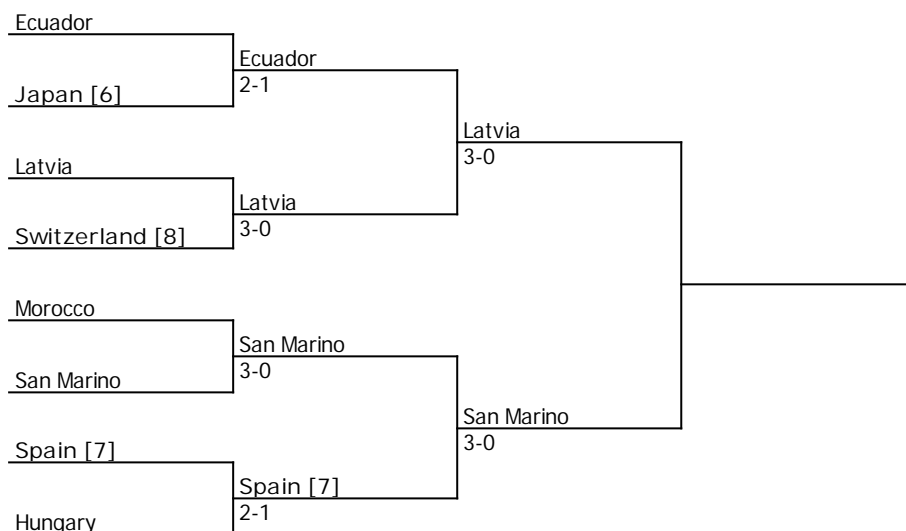 Ecuador
Ecuador
2-1
Japan [6]
Latvia
3-0
Latvia
Latvia
3-0
Switzerland [8]
Morocco
San Marino
3-0
San Marino
San Marino
3-0
Spain [7]
Spain [7]
2-1
Hungary